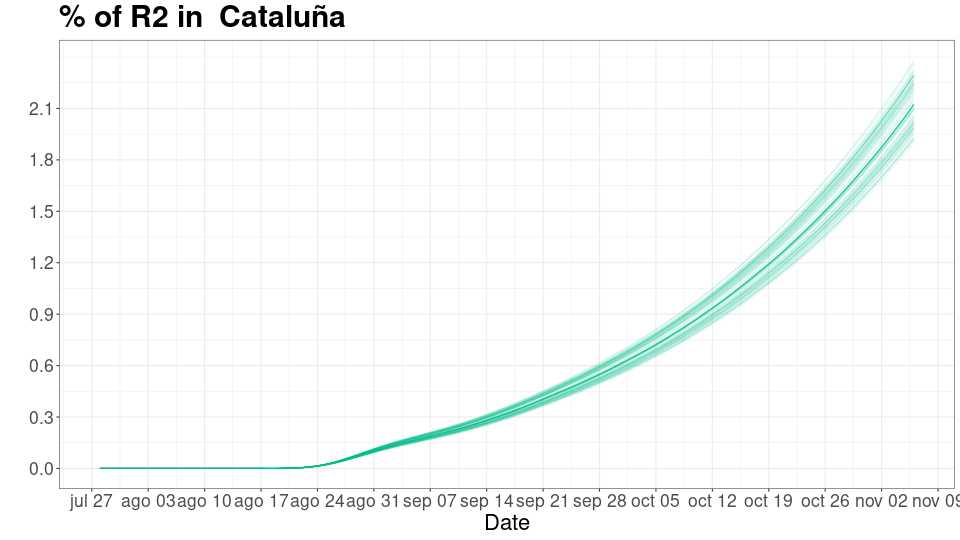 % of R2 in  Cataluña
2.1
1.8
1.5
1.2
0.9
0.6
0.3
0.0
jul 27 ago 03 ago 10 ago 17 ago 24 ago 31 sep 07 sep 14 sep 21 sep 28 oct 05 oct 12 oct 19 oct 26 nov 02 nov 09
Date